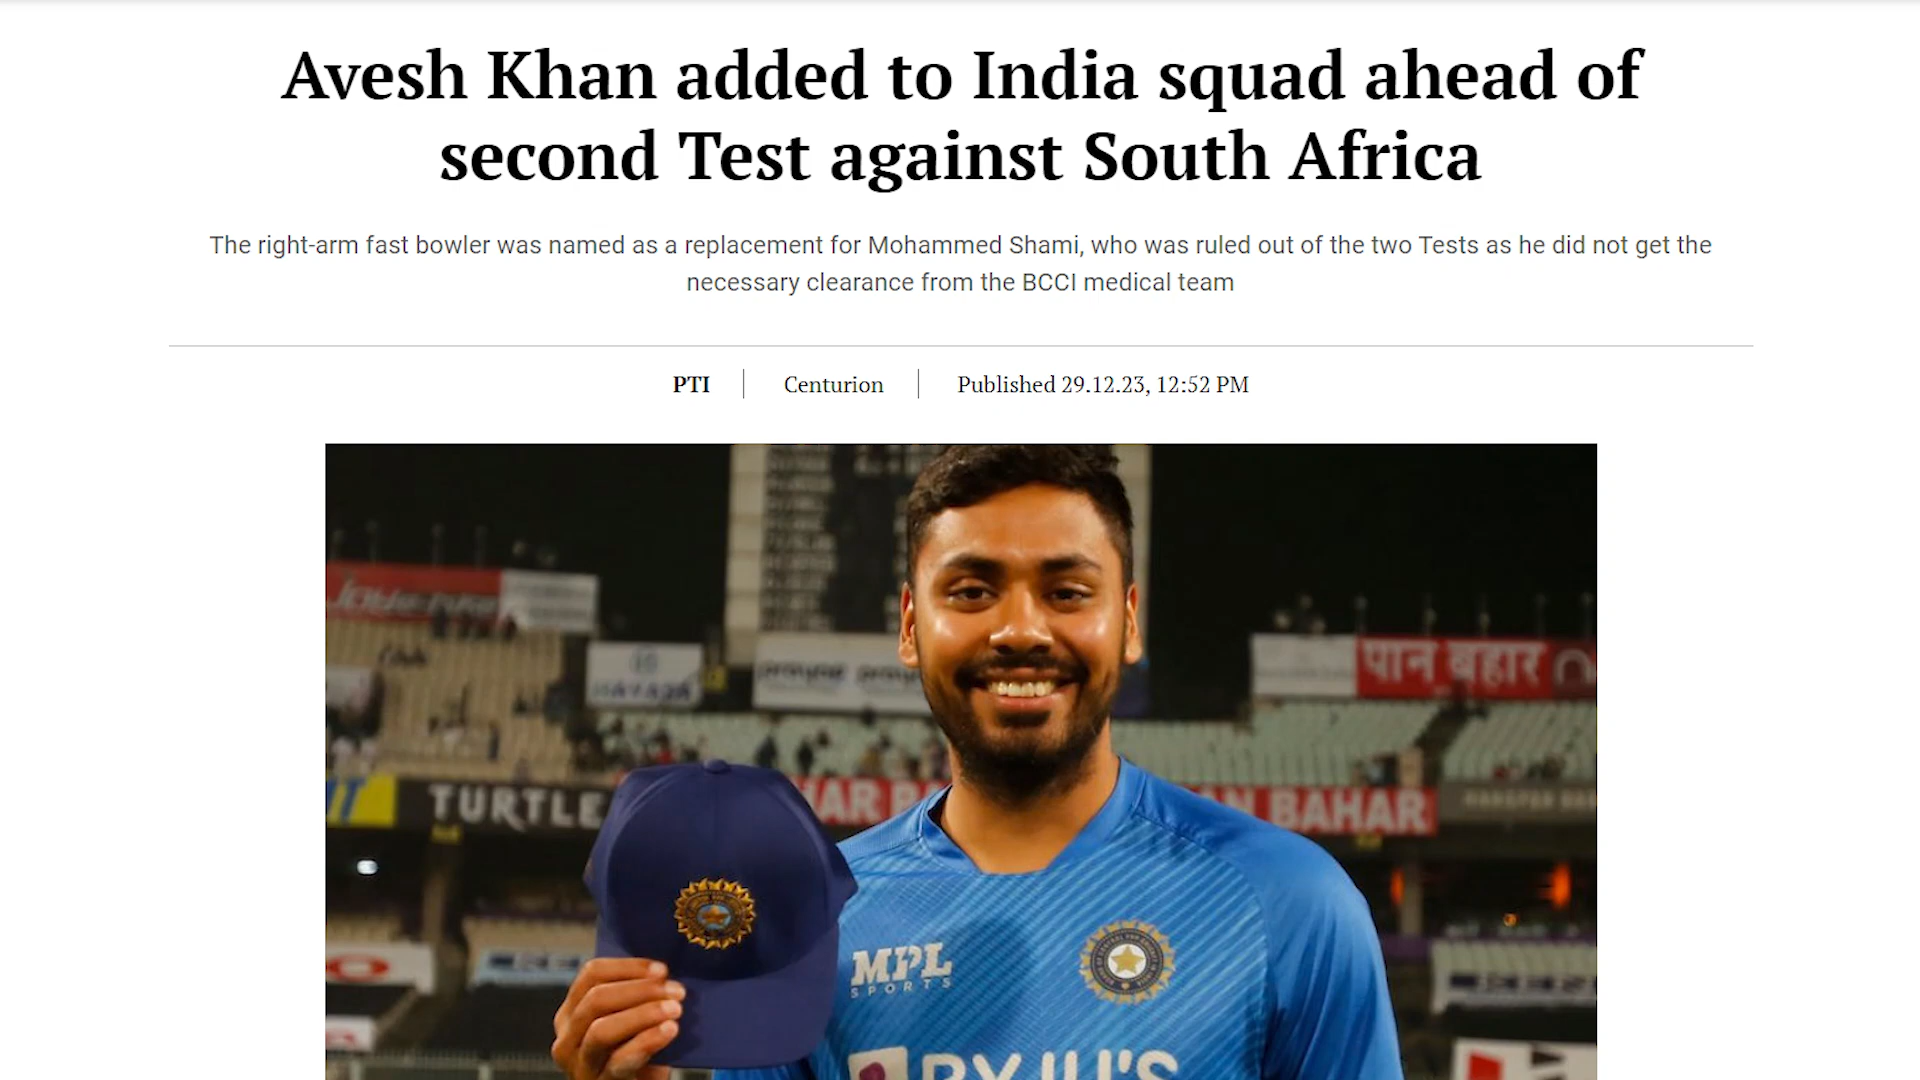 Avesh Khan added to India squad ahead of
second Test against South Africa
The right-arm fast bowler was named as a replacement for Mohammed Shami, who was ruled out of the two Tests as he did not get the
necessary clearance from the BCCI medical team
PTI
Centurion
Published 29.12.23, 12:52 PM
पान बहार
TURTLE
BAHAR
MPL
SPORTS
BYJU'S